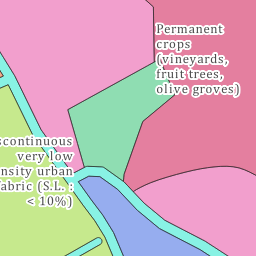 Permanent
crops
(vineyards,
fruit trees,
olive groves)
scontinuous
very low
nsity urban
fabric (S.L. :
< 10%)